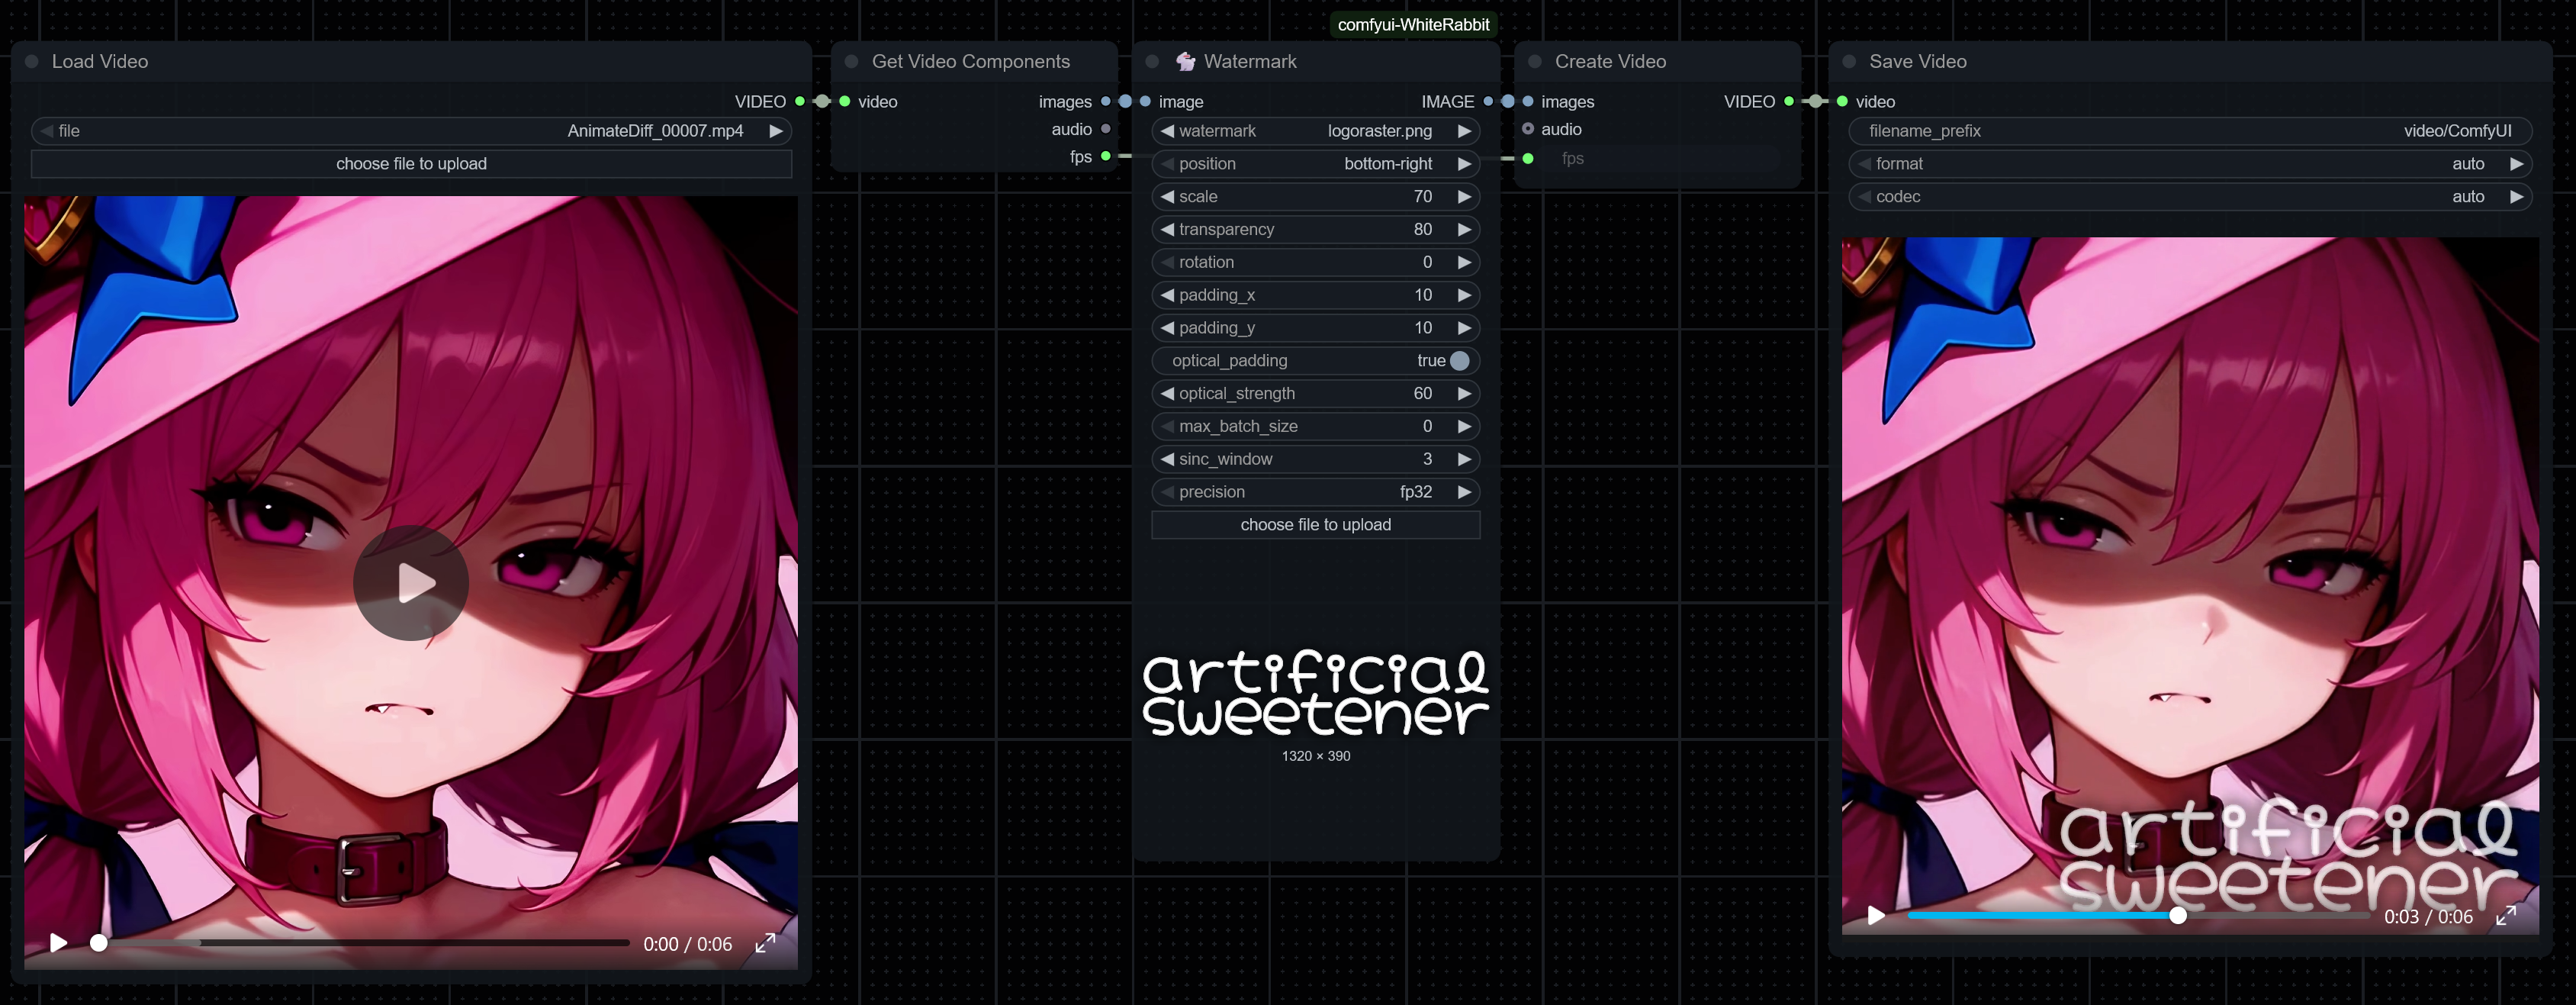 comfyui-WhiteRabbit
Load Video
VIDEO
file AnimateDiff_00007.mp4
choose file to upload
0:00 / 0:06
Get Video Components
video images
audio
fps
Watermark
image IMAGE
watermark logoraster.png
position bottom-right
scale 70
transparency 80
rotation 0
padding_x 10
padding_y 10
optical_padding true
optical_strength 60
max_batch_size 0
sinc_window 3
precision fp32
choose file to upload
artificial
sweetener
1320 × 390
Create Video
images VIDEO
audio
fps
Save Video
video
filename_prefix video/ComfyUI
format auto
codec auto
artificial
sweetener
0:03 / 0:06